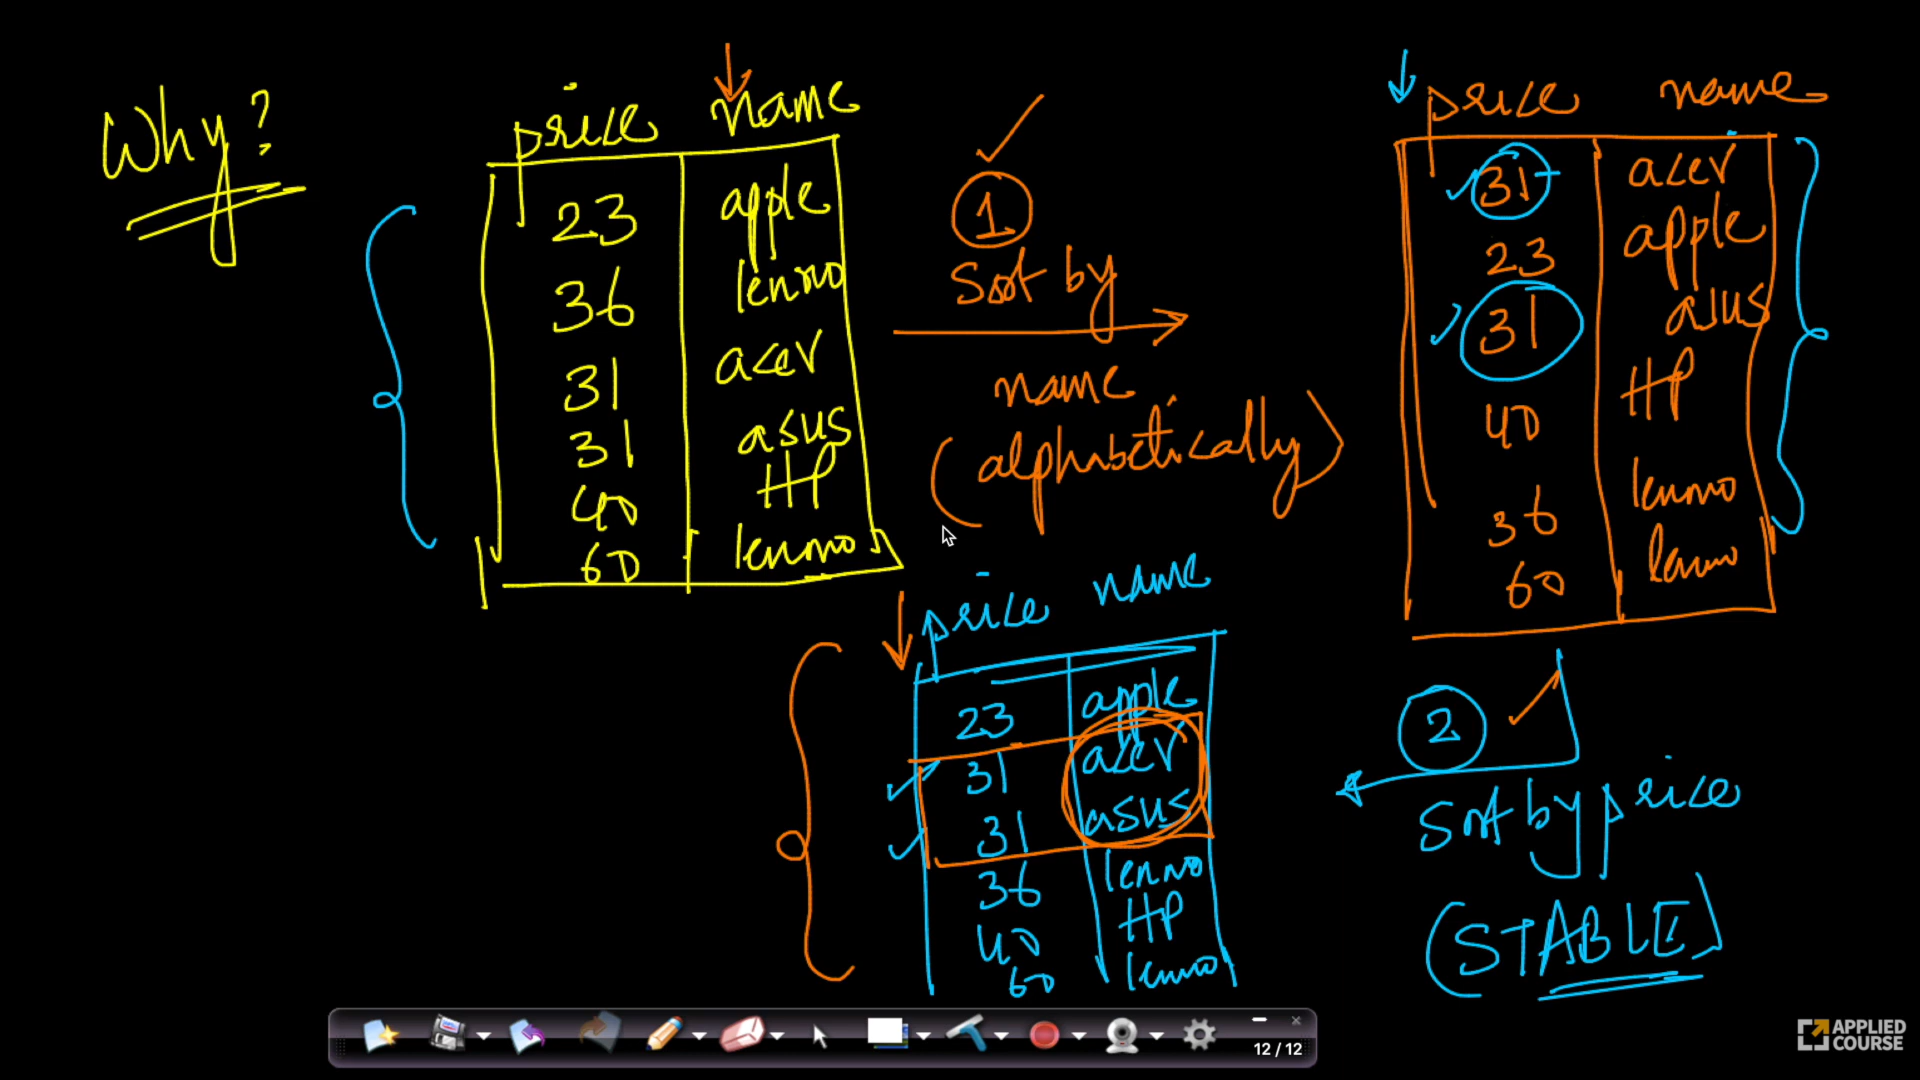 Why?
price name
23 apple
36 lenovo
31 acer
31 asus
40 HP
60 lenovo
1
Sort by
name
(alphabetically)
price name
31 acer
23 apple
31 asus
40 HP
36 lenovo
60 lenovo
2
Sort by price
(STABLE)
price name
23 apple
31 acer
31 asus
36 lenovo
40 HP
60 lenovo
12 / 12
APPLIED
COURSE